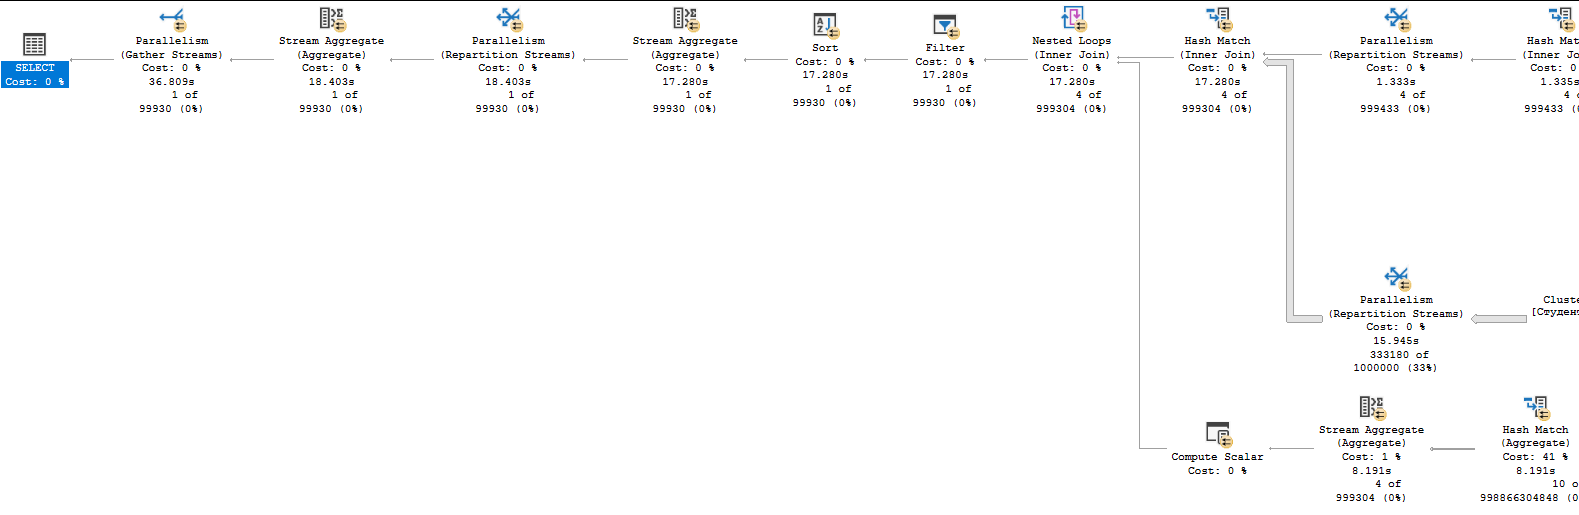 SELECT
Cost: 0 %
Parallelism
(Gather Streams)
Cost: 0 %
36.809s
1 of
99930 (0%)
Stream Aggregate
(Aggregate)
Cost: 0 %
18.403s
1 of
99930 (0%)
Parallelism
(Repartition Streams)
Cost: 0 %
18.403s
1 of
99930 (0%)
Stream Aggregate
(Aggregate)
Cost: 0 %
17.280s
1 of
99930 (0%)
Sort
Cost: 0 %
17.280s
1 of
99930 (0%)
Filter
Cost: 0 %
17.280s
1 of
99930 (0%)
Nested Loops
(Inner Join)
Cost: 0 %
17.280s
4 of
999304 (0%)
Hash Match
(Inner Join)
Cost: 0 %
17.280s
4 of
999304 (0%)
Parallelism
(Repartition Streams)
Cost: 0 %
1.333s
4 of
999433 (0%)
Hash Mat
(Inner Jo
Cost: 0
1.335s
4 o
999433 (
Parallelism
(Repartition Streams)
Cost: 0 %
15.945s
333180 of
1000000 (33%)
Cluste
[Студен
Stream Aggregate
(Aggregate)
Cost: 1 %
8.191s
4 of
999304 (0%)
Hash Match
(Aggregate)
Cost: 41 %
8.191s
10 o
998866304848 (0
Compute Scalar
Cost: 0 %